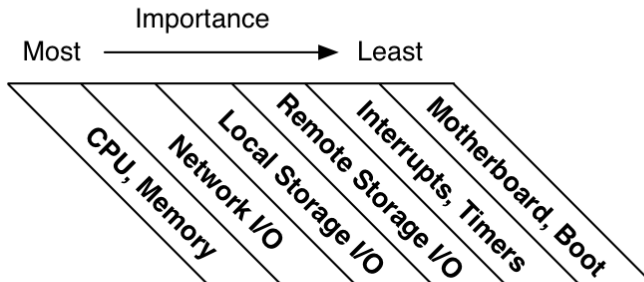 Importance
Most
Least
CPU, Memory
Network I/O
Local Storage I/O
Remote Storage I/O
Interrupts, Timers
Motherboard, Boot